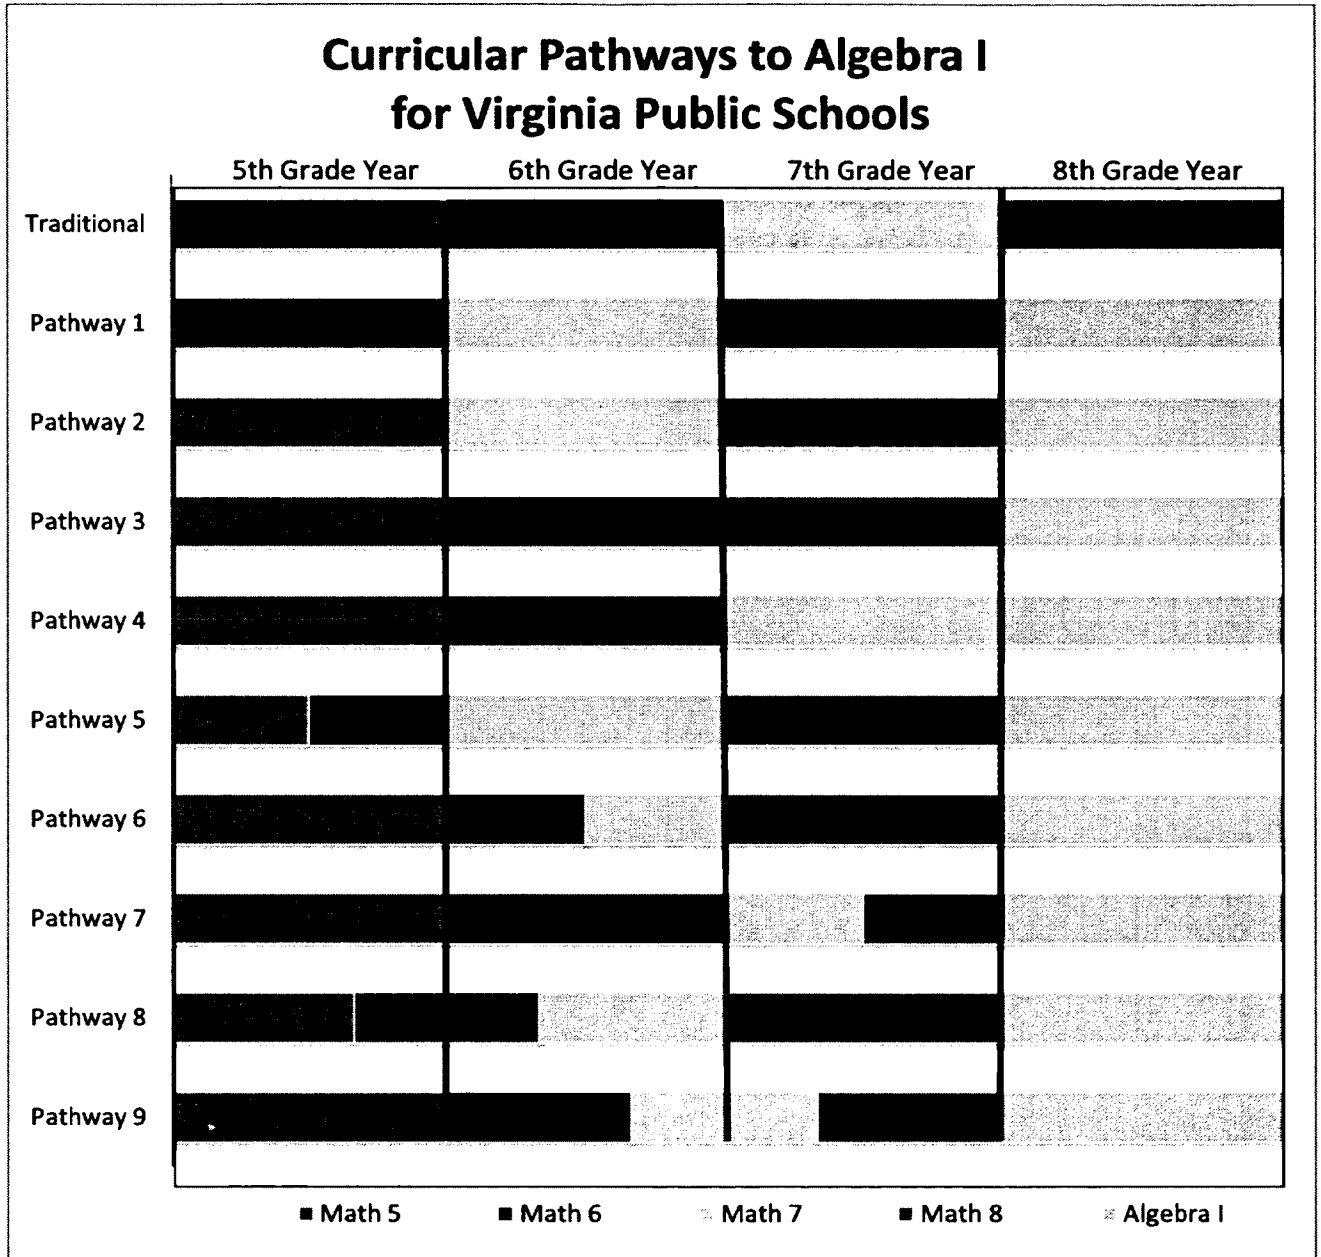 Curricular Pathways to Algebra I
for Virginia Public Schools
5th Grade Year 6th Grade Year 7th Grade Year 8th Grade Year
Traditional
Pathway 1
Pathway 2
Pathway 3
Pathway 4
Pathway 5
Pathway 6
Pathway 7
Pathway 8
Pathway 9
Math 5 Math 6 Math 7 Math 8 Algebra I